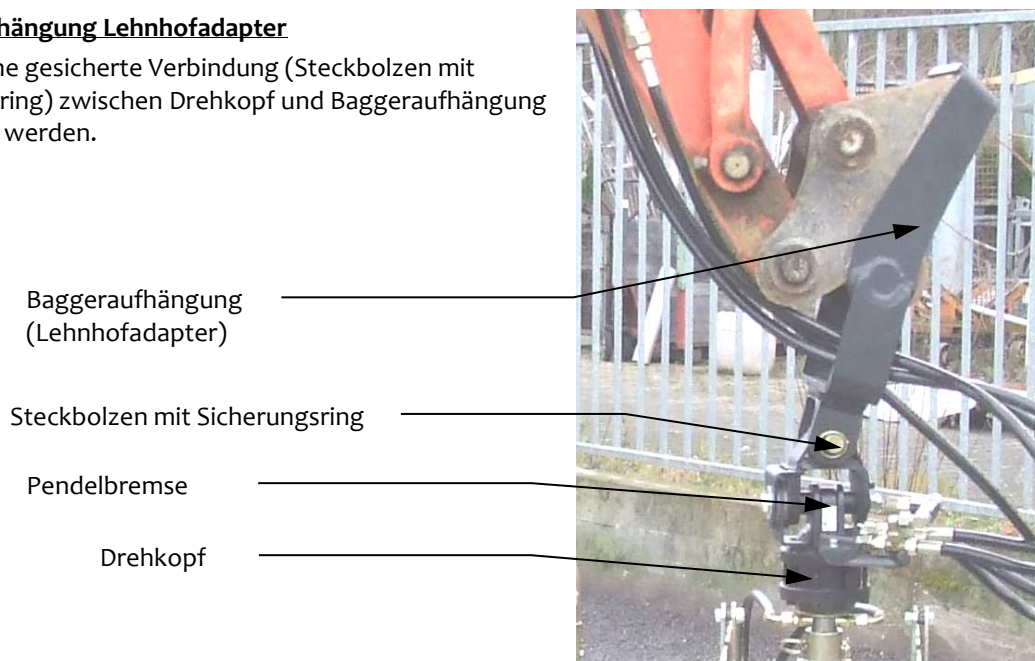 hängung Lehnhofadapter
ne gesicherte Verbindung (Steckbolzen mit
ring) zwischen Drehkopf und Baggeraufhängung
werden.
Baggeraufhängung
(Lehnhofadapter)
Steckbolzen mit Sicherungsring
Pendelbremse
Drehkopf